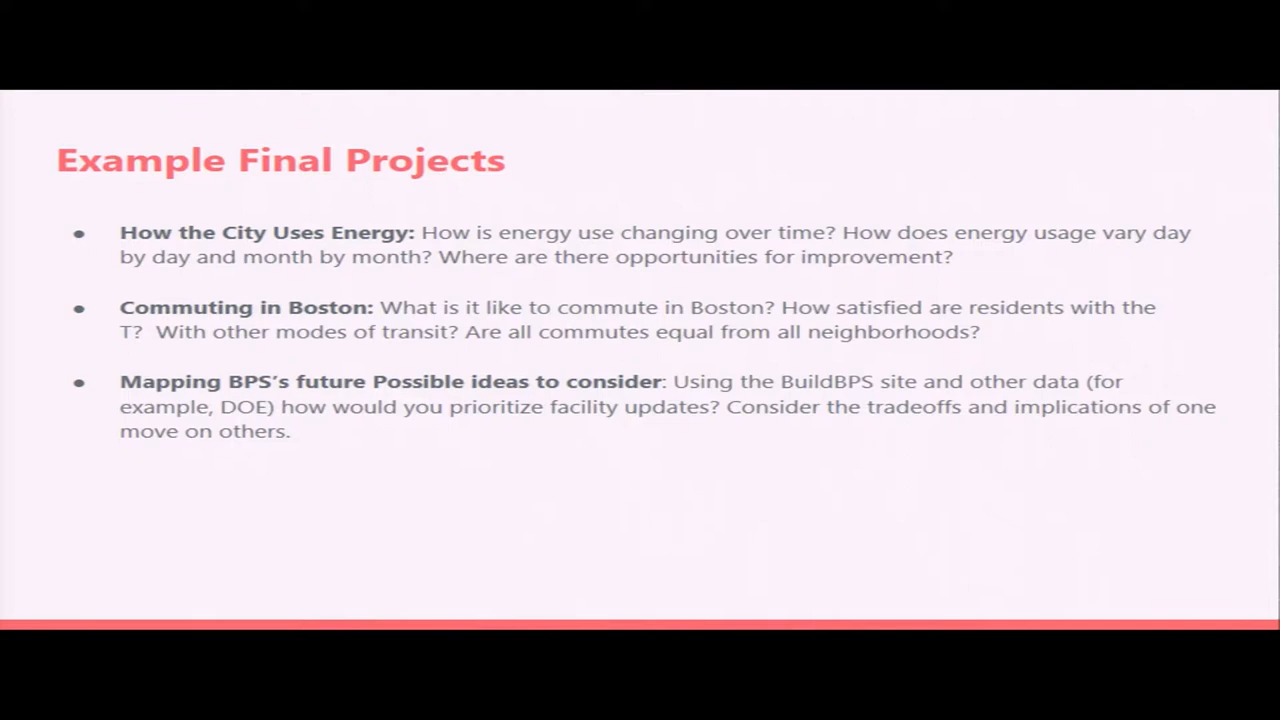 Example Final Projects
● How the City Uses Energy: How is energy use changing over time? How does energy usage vary day
by day and month by month? Where are there opportunities for improvement?
● Commuting in Boston: What is it like to commute in Boston? How satisfied are residents with the
T?  With other modes of transit? Are all commutes equal from all neighborhoods?
● Mapping BPS’s future Possible ideas to consider: Using the BuildBPS site and other data (for
example, DOE) how would you prioritize facility updates? Consider the tradeoffs and implications of one
move on others.